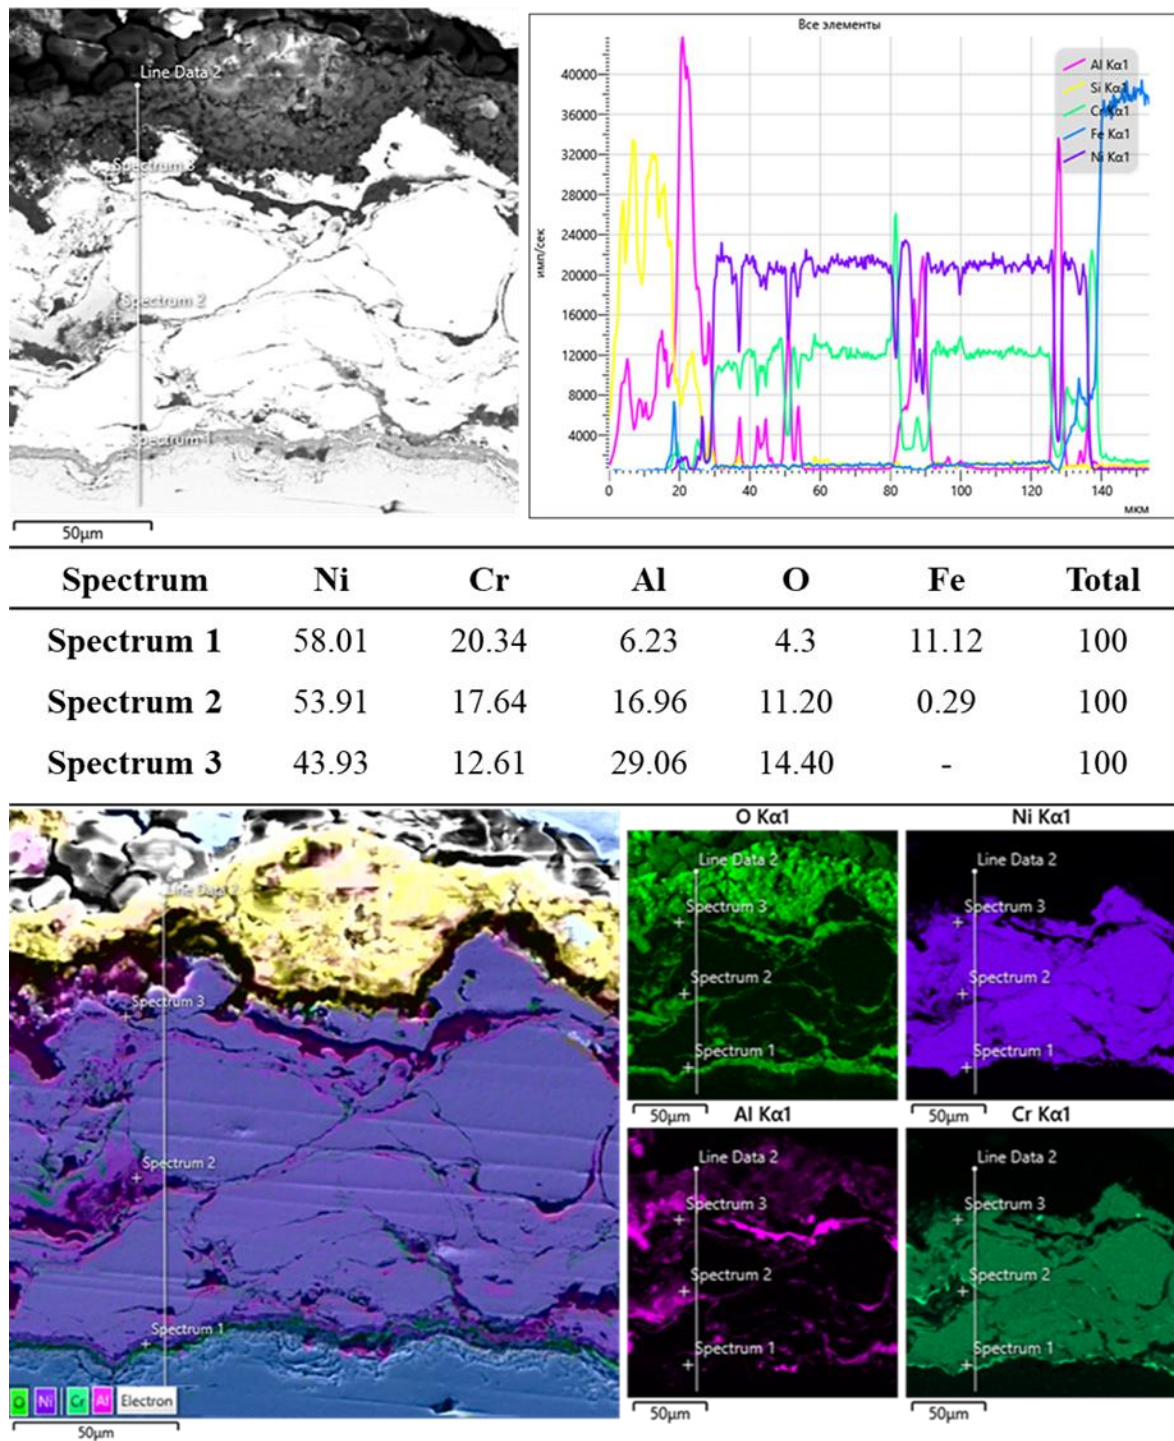 Line Data 2
Spectrum 3
Spectrum 2
Spectrum 1
50µm
Все элементы
имп/сек
40000
36000
32000
28000
24000
20000
16000
12000
8000
4000
0 20 40 60 80 100 120 140
мкм
Al Kα1
Si Kα1
Cr Kα1
Fe Kα1
Ni Kα1
Spectrum Ni Cr Al O Fe Total
Spectrum 1 58.01 20.34 6.23 4.3 11.12 100
Spectrum 2 53.91 17.64 16.96 11.20 0.29 100
Spectrum 3 43.93 12.61 29.06 14.40 - 100
Line Data 2
Spectrum 3
Spectrum 2
Spectrum 1
O Ni Cr Al Electron
50µm
O Kα1
Line Data 2
Spectrum 3
Spectrum 2
Spectrum 1
50µm
Ni Kα1
Line Data 2
Spectrum 3
Spectrum 2
Spectrum 1
50µm
Al Kα1
Line Data 2
Spectrum 3
Spectrum 2
Spectrum 1
50µm
Cr Kα1
Line Data 2
Spectrum 3
Spectrum 2
Spectrum 1
50µm